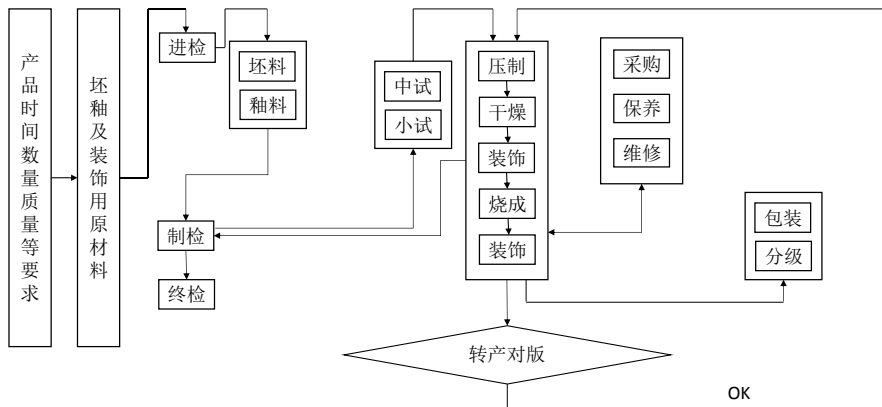 产品时间数量质量等要求
坯釉及装饰用原材料
进检
坯料
釉料
制检
终检
中试
小试
压制
干燥
装饰
烧成
装饰
采购
保养
维修
包装
分级
转产对版
OK